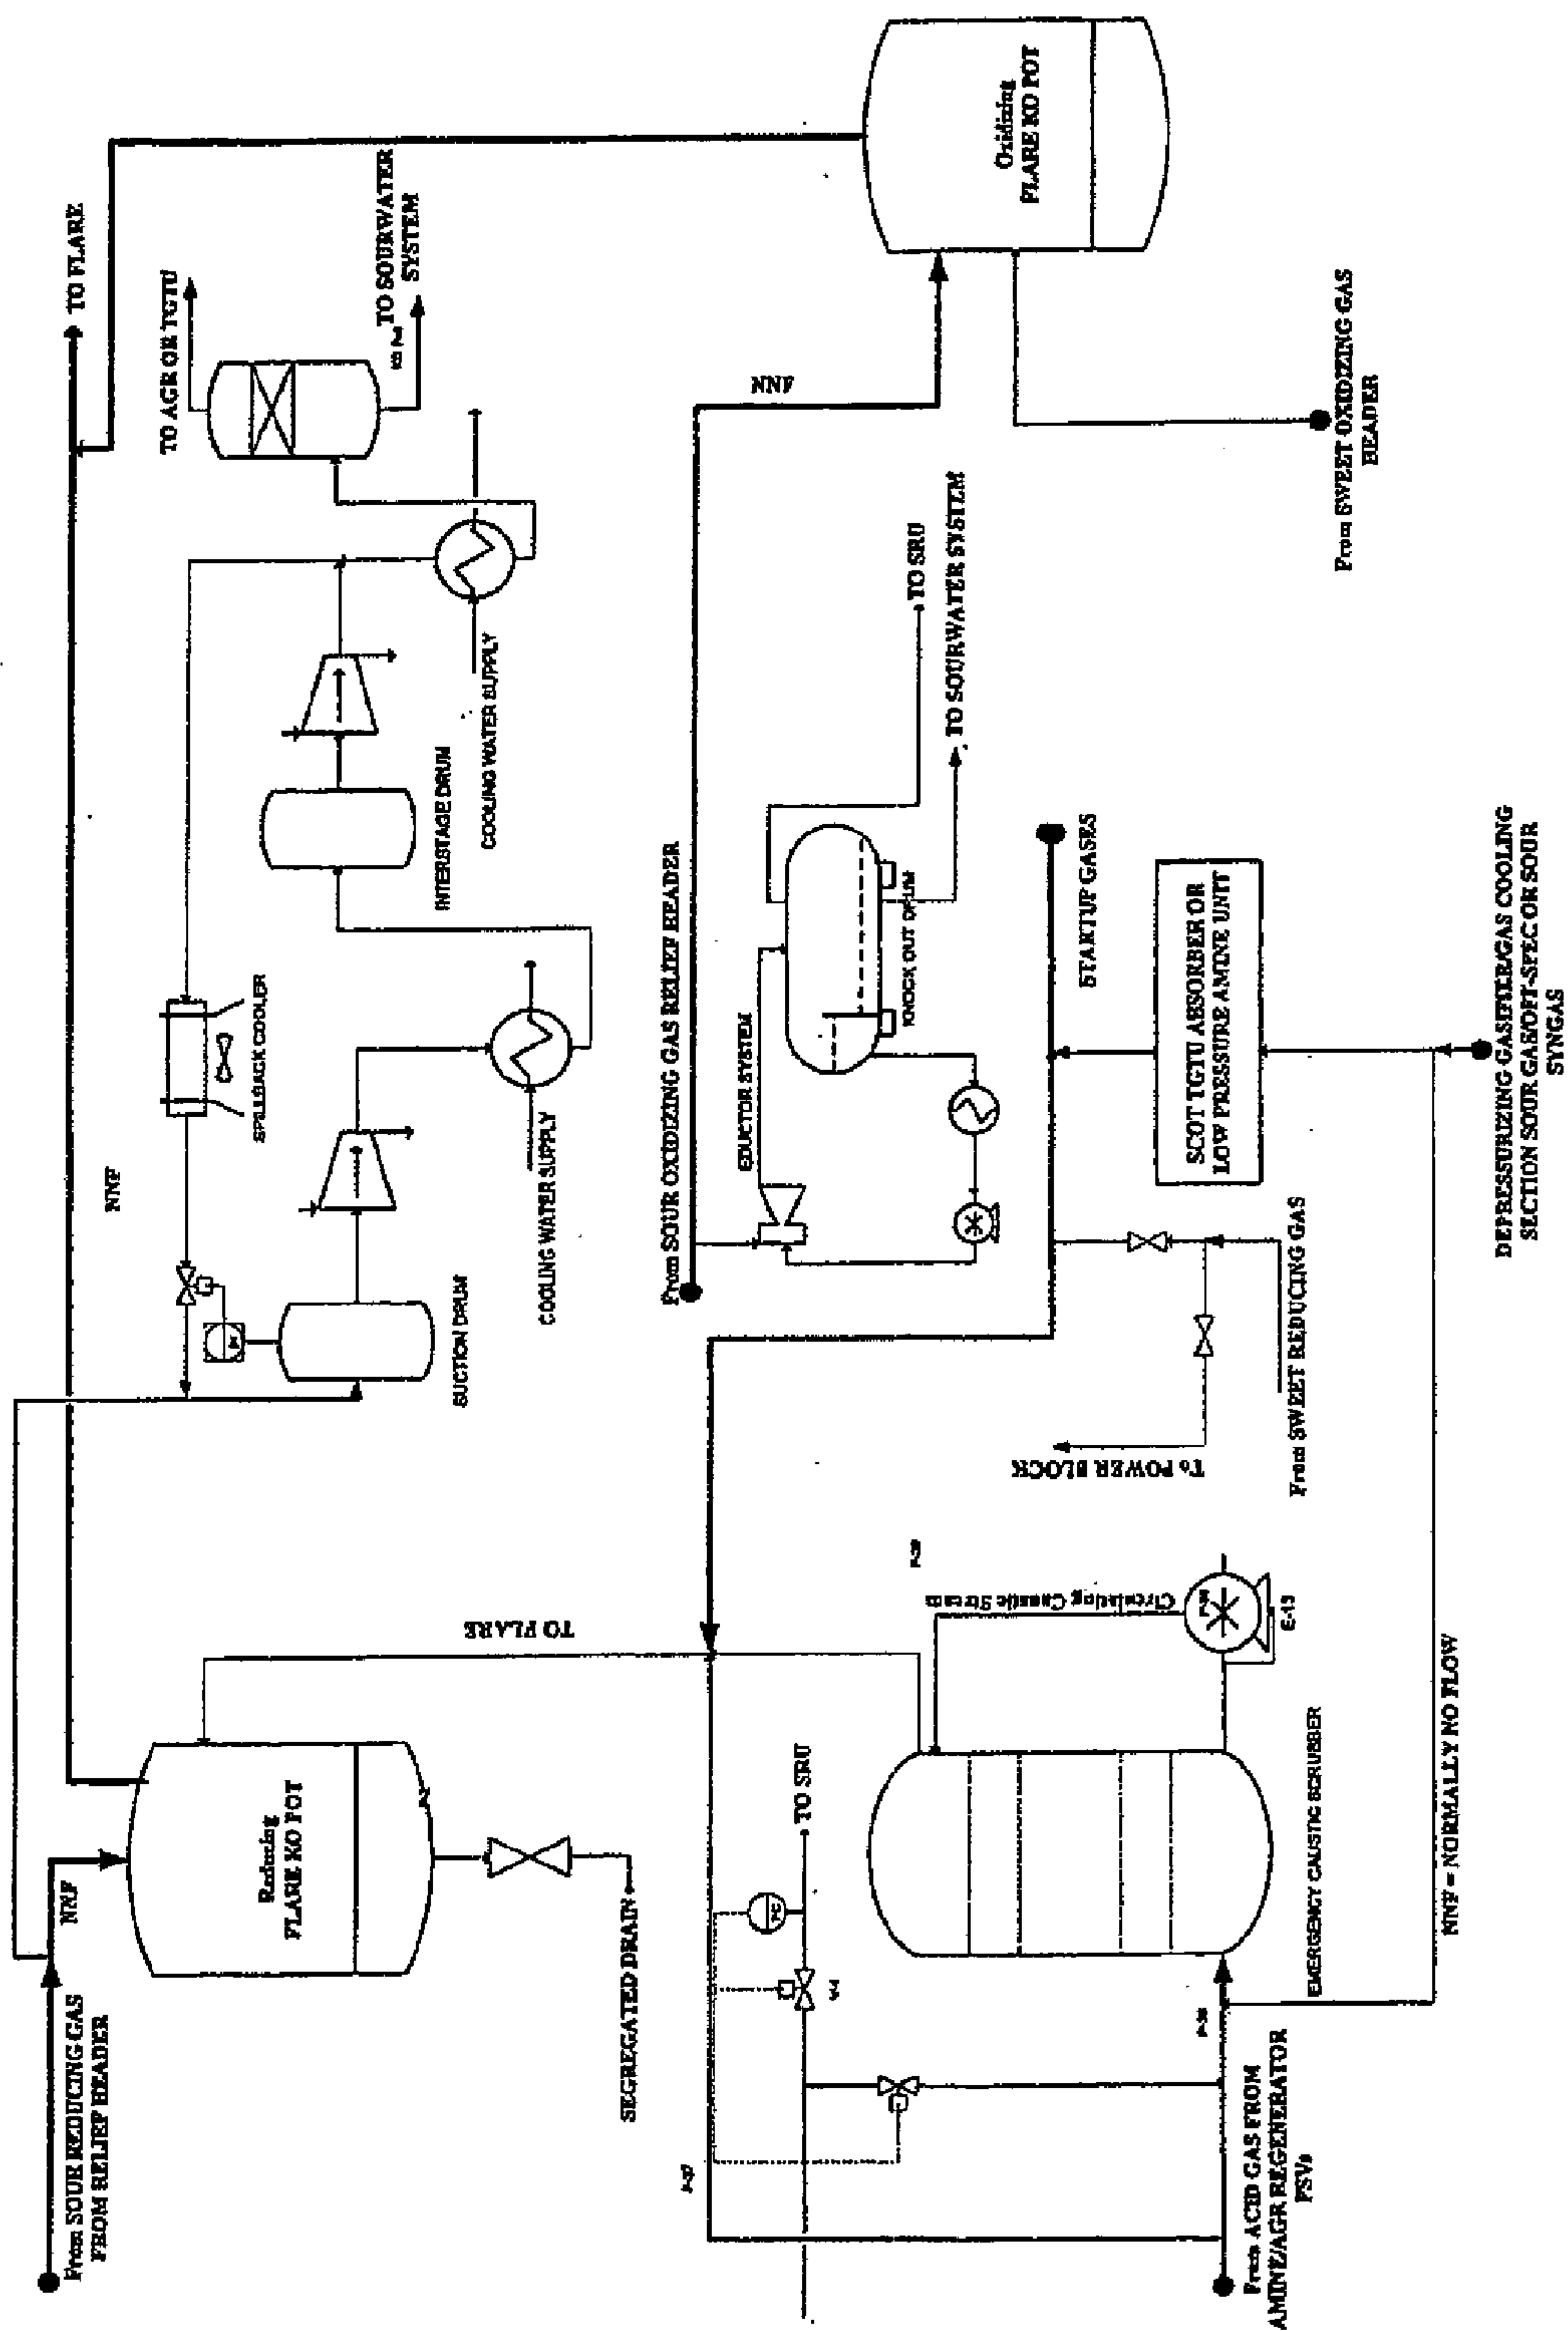 From SOUR REDUCING GAS
FROM RELIEF HEADER
NNF
Reducing
FLARE KO POT
SEGREGATED DRAIN
TO FLARE
NNF
SPILLBACK COOLER
SUCTION DRUM
COOLING WATER SUPPLY
INTERSTAGE DRUM
COOLING WATER SUPPLY
TO AGR OR TGTU
TO FLARE
TO SOURWATER
SYSTEM
Oxidizing
FLARE KO POT
NNF
From SWEET OXIDIZING GAS
HEADER
From SOUR OXIDIZING GAS RELIEF HEADER
EDUCTOR SYSTEM
KNOCK OUT DRUM
TO SRU
TO SOURWATER SYSTEM
STARTUP GASES
SCOT TGTU ABSORBER OR
LOW PRESSURE AMINE UNIT
DEPRESSURIZING GASIFIER/GAS COOLING
SECTION SOUR GAS/OFF-SPEC OR SOUR
SYNGAS
From SWEET REDUCING GAS
To POWER BLOCK
Circulating Caustic Stream
E-13
TO SRU
EMERGENCY CAUSTIC SCRUBBER
NNF = NORMALLY NO FLOW
From ACID GAS FROM
AMINE/AGR REGENERATOR
PSVs